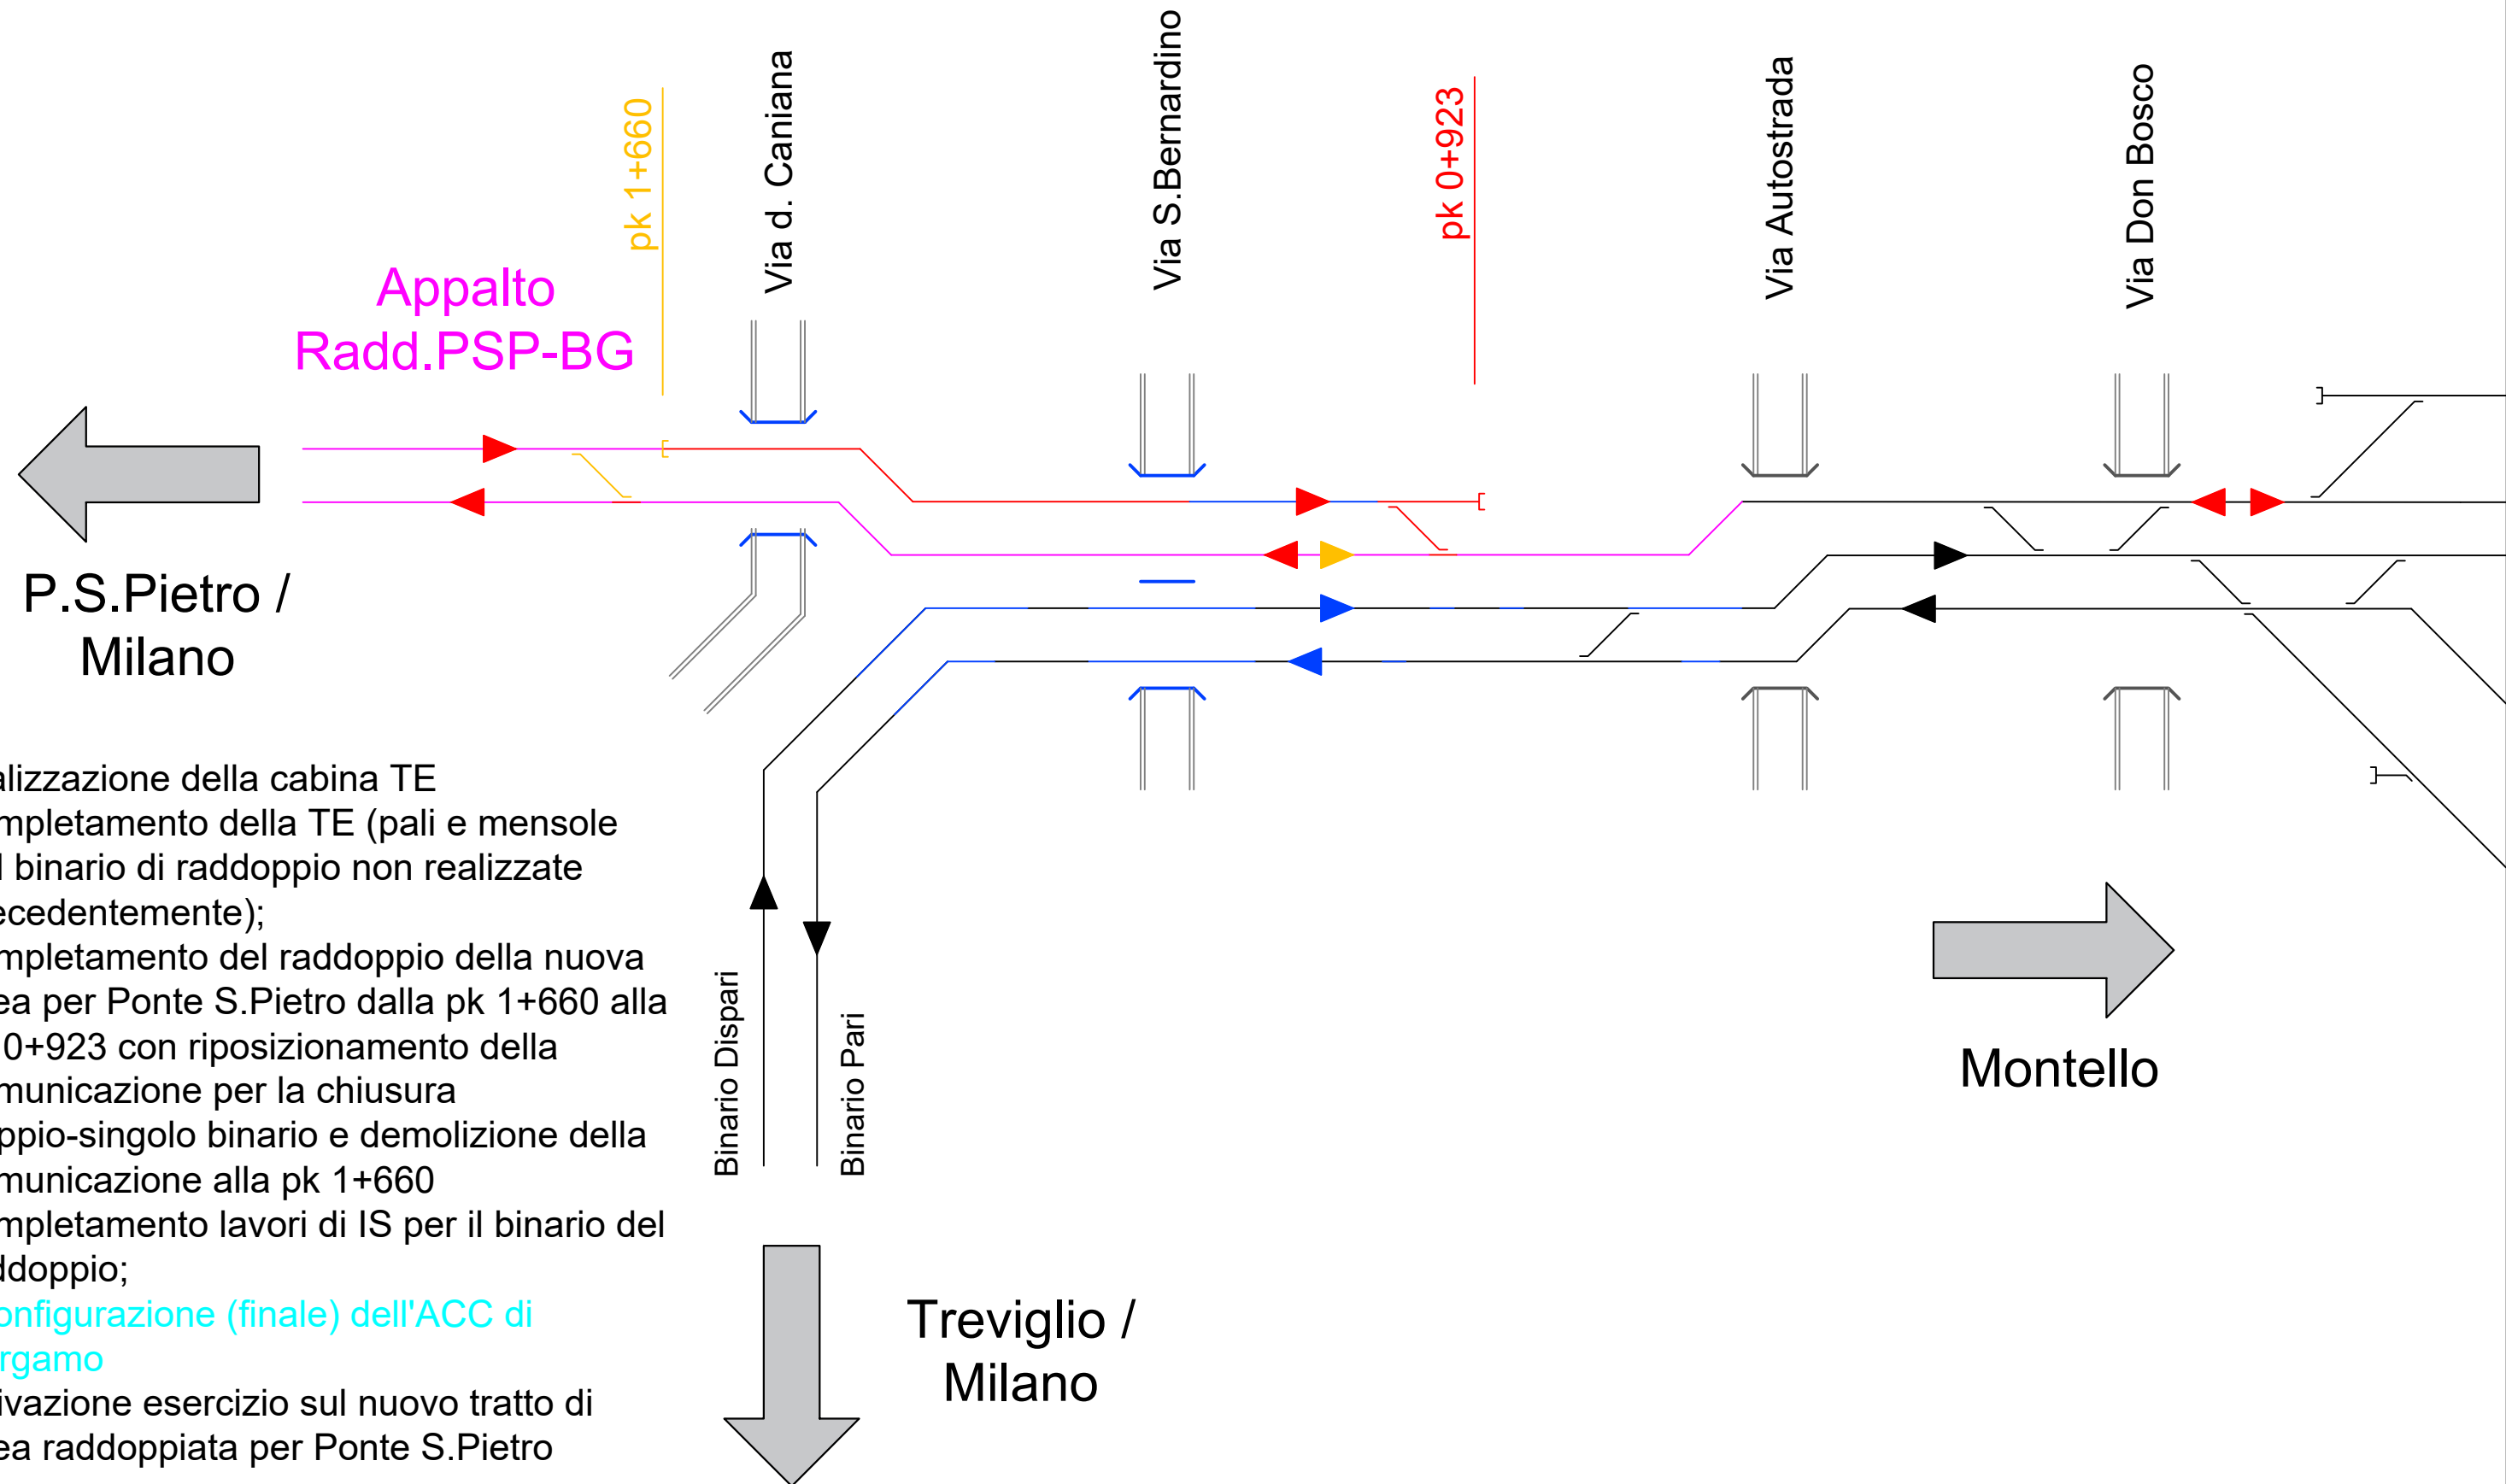 pk 1+660
Via d. Caniana
Via S.Bernardino
pk 0+923
Via Autostrada
Via Don Bosco
Appalto
Radd.PSP-BG
P.S.Pietro /
Milano
alizzazione della cabina TE
mpletamento della TE (pali e mensole
l binario di raddoppio non realizzate
ecedentemente);
mpletamento del raddoppio della nuova
ea per Ponte S.Pietro dalla pk 1+660 alla
0+923 con riposizionamento della
municazione per la chiusura
ppio-singolo binario e demolizione della
municazione alla pk 1+660
mpletamento lavori di IS per il binario del
ddoppio;
onfigurazione (finale) dell'ACC di
rgamo
ivazione esercizio sul nuovo tratto di
ea raddoppiata per Ponte S.Pietro
Binario Dispari
Binario Pari
Montello
Treviglio /
Milano